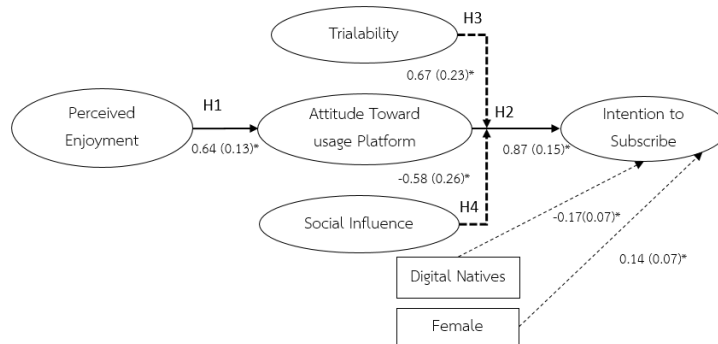 H3
Trialability
0.67 (0.23)*
Perceived
Enjoyment
H1
0.64 (0.13)*
Attitude Toward
usage Platform
H2
0.87 (0.15)*
Intention to
Subscribe
-0.58 (0.26)*
H4
Social Influence
-0.17(0.07)*
Digital Natives
0.14 (0.07)*
Female